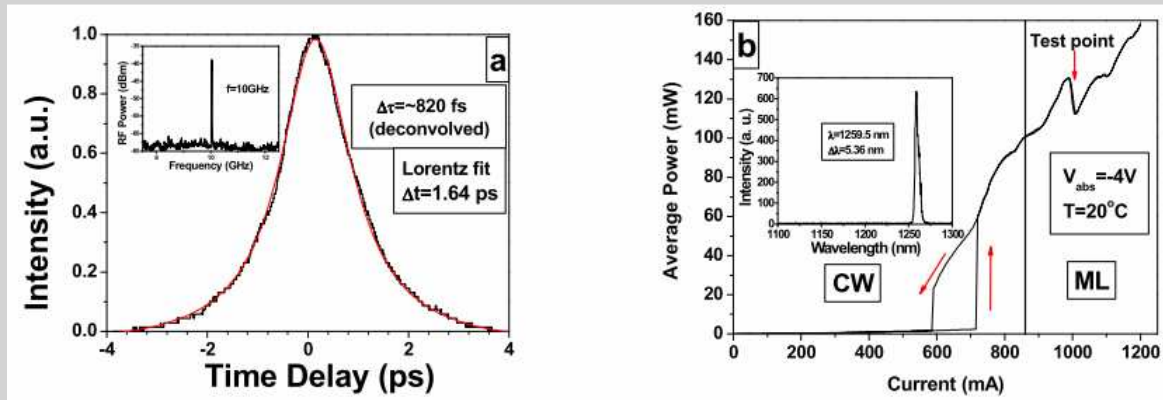 a
1.0
0.8
0.6
0.4
0.2
0.0
Intensity (a.u.)
-4
-2
0
2
4
Time Delay (ps)
Δτ=~820 fs
(deconvolved)
Lorentz fit
Δt=1.64 ps
RF Power (dBm)
f=10GHz
10
Frequency (GHz)
b
160
140
120
100
80
60
40
20
0
Average Power (mW)
0
200
400
600
800
1000
1200
Current (mA)
Test point
V_abs=-4V
T=20°C
CW
ML
700
600
500
400
300
200
100
0
Intensity (a. u.)
λ=1259.5 nm
Δλ=5.36 nm
1100
1150
1200
1250
1300
Wavelength (nm)